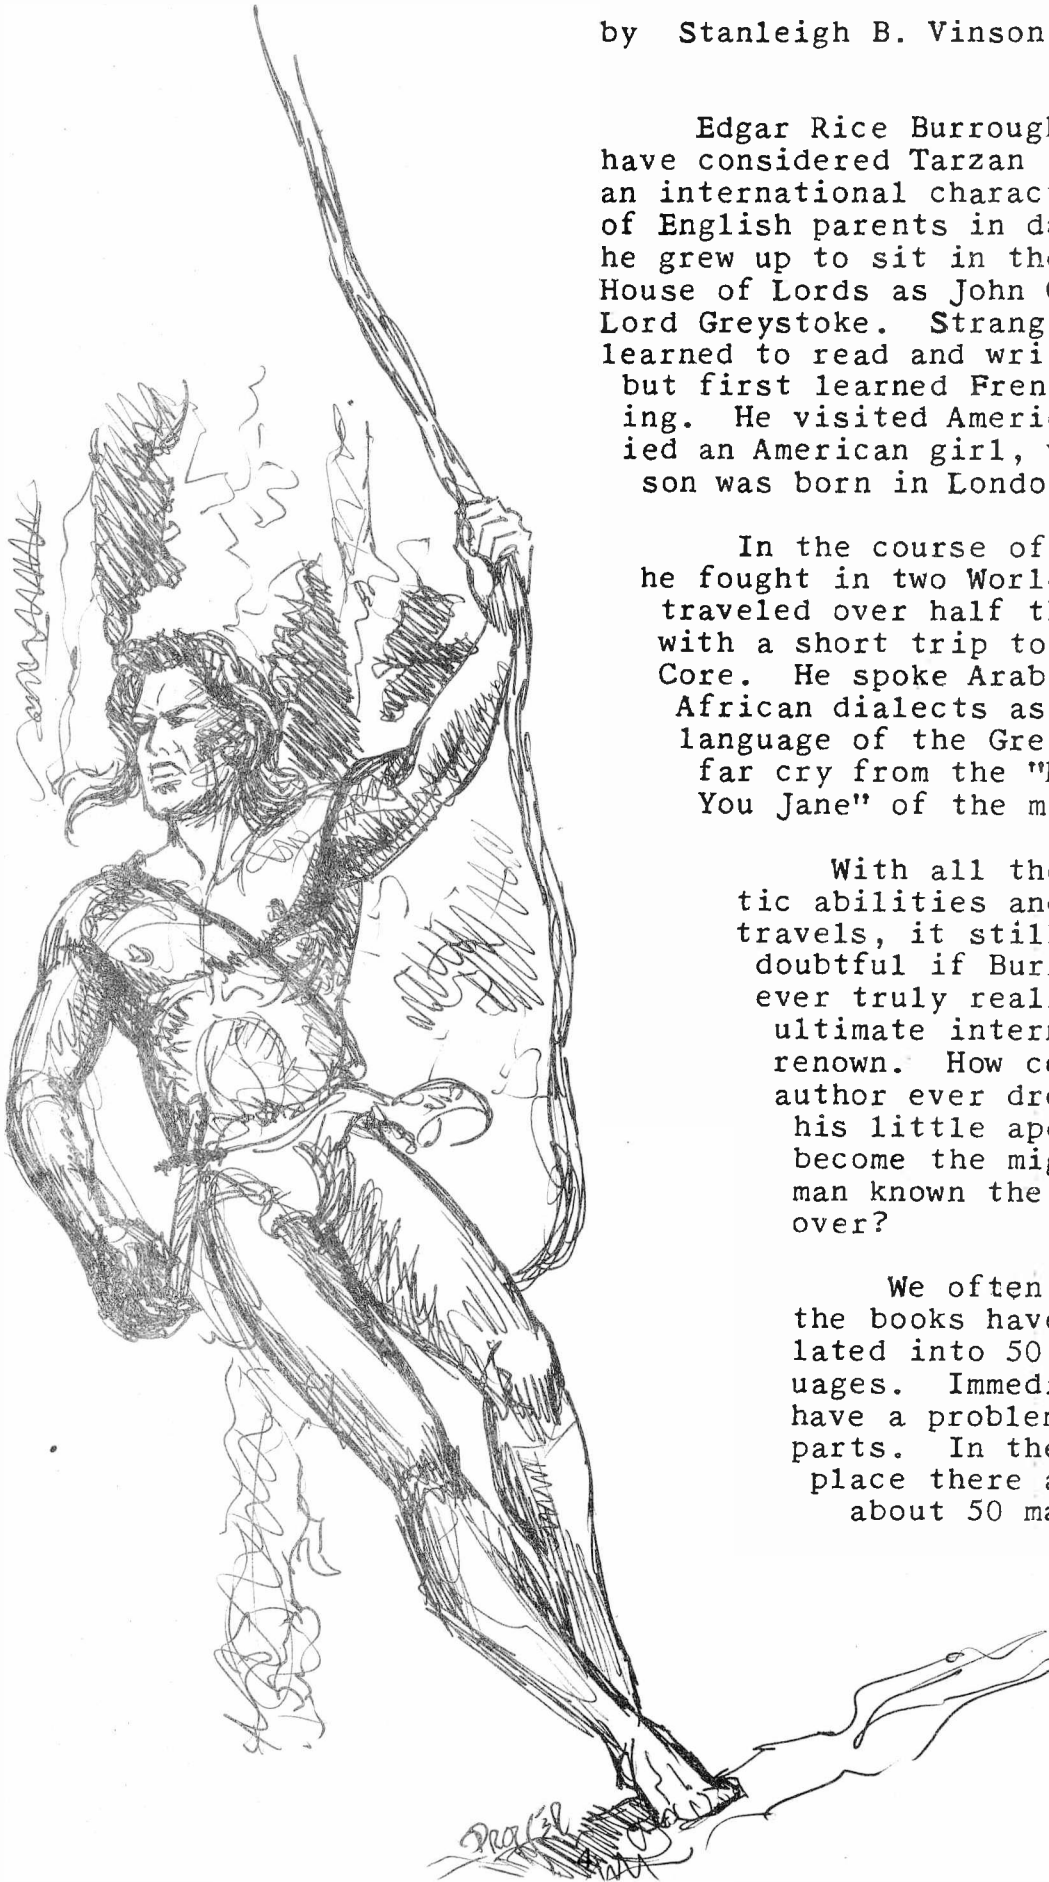 by Stanleigh B. Vinson
Edgar Rice Burrough
have considered Tarzan
an international charac
of English parents in d
he grew up to sit in the
House of Lords as John
Lord Greystoke. Strang
learned to read and wri
but first learned Fren
ing. He visited Ameri
ied an American girl,
son was born in Londo
In the course of
he fought in two Worl
traveled over half t
with a short trip to
Core. He spoke Arab
African dialects as
language of the Gre
far cry from the "
You Jane" of the m
With all the
tic abilities an
travels, it stil
doubtful if Bur
ever truly real
ultimate inter
renown. How c
author ever dr
his little ap
become the mi
man known the
over?
We often
the books have
lated into 50
uages. Immed
have a problem
parts. In the
place there a
about 50 ma